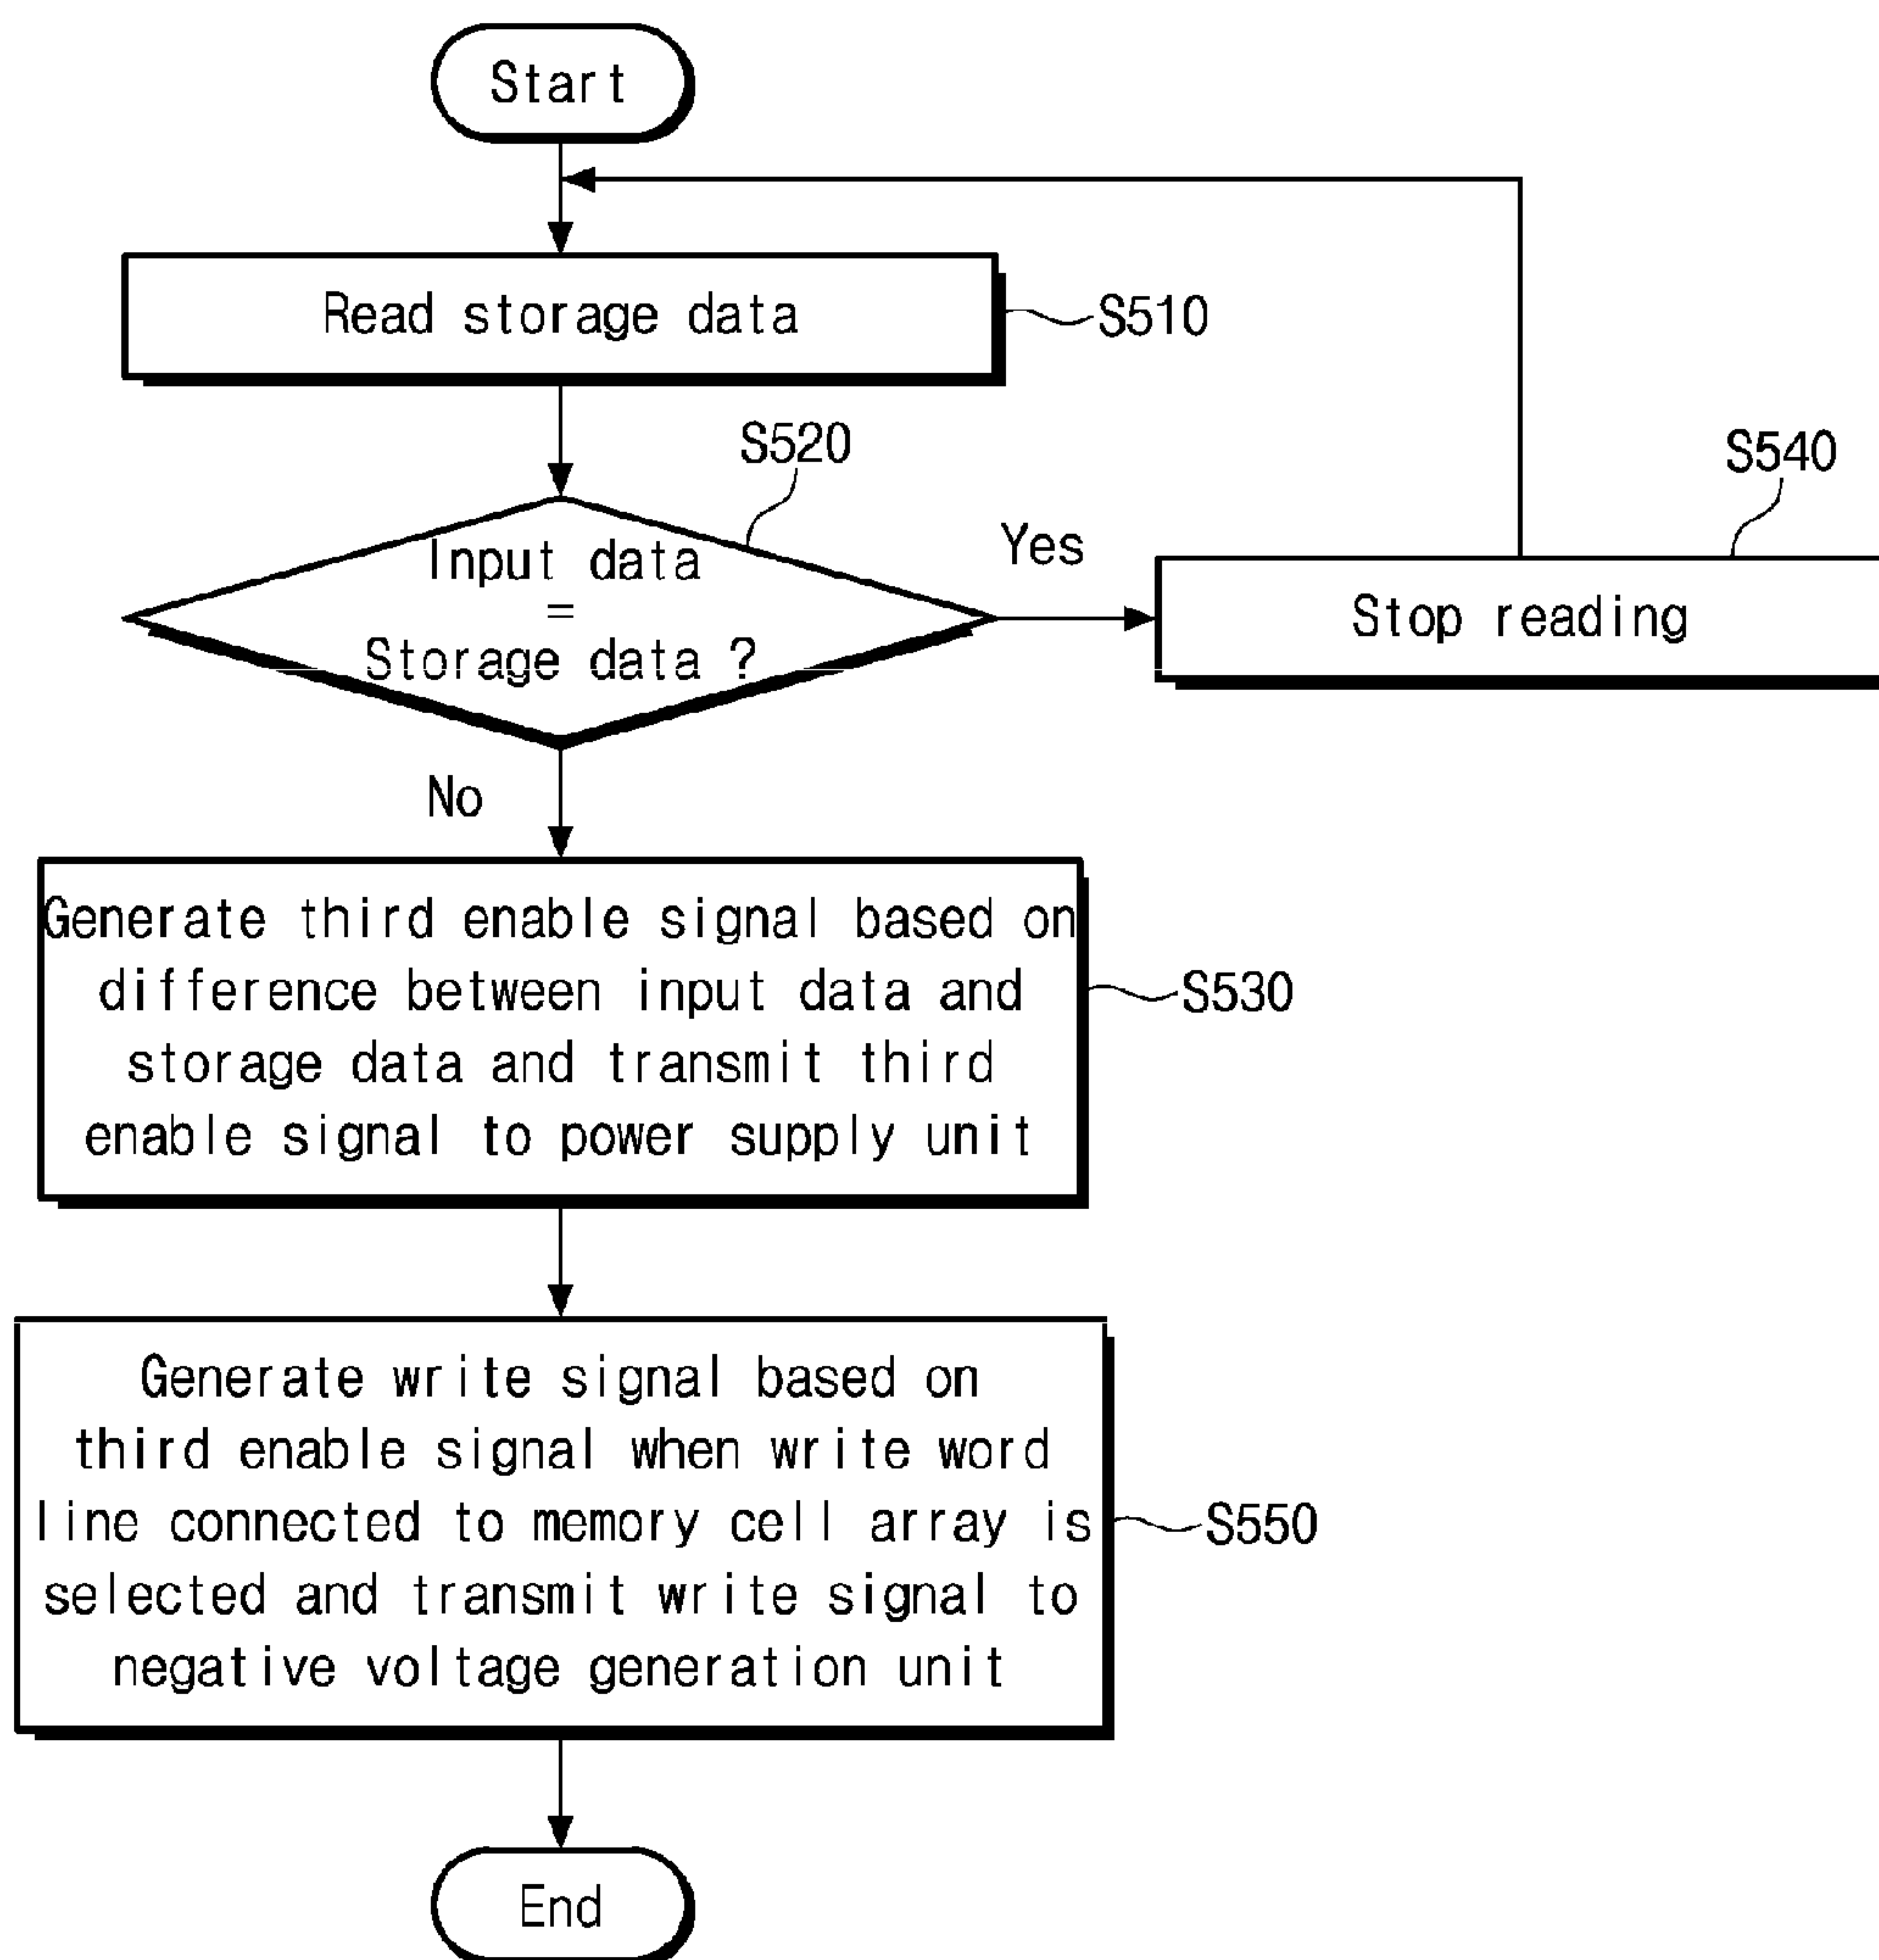 Start
Read storage data
S510
S520
S540
Input data
=
Storage data ?
Yes
Stop reading
No
Generate third enable signal based on
difference between input data and
storage data and transmit third
enable signal to power supply unit
S530
Generate write signal based on
third enable signal when write word
line connected to memory cell array is
selected and transmit write signal to
negative voltage generation unit
S550
End